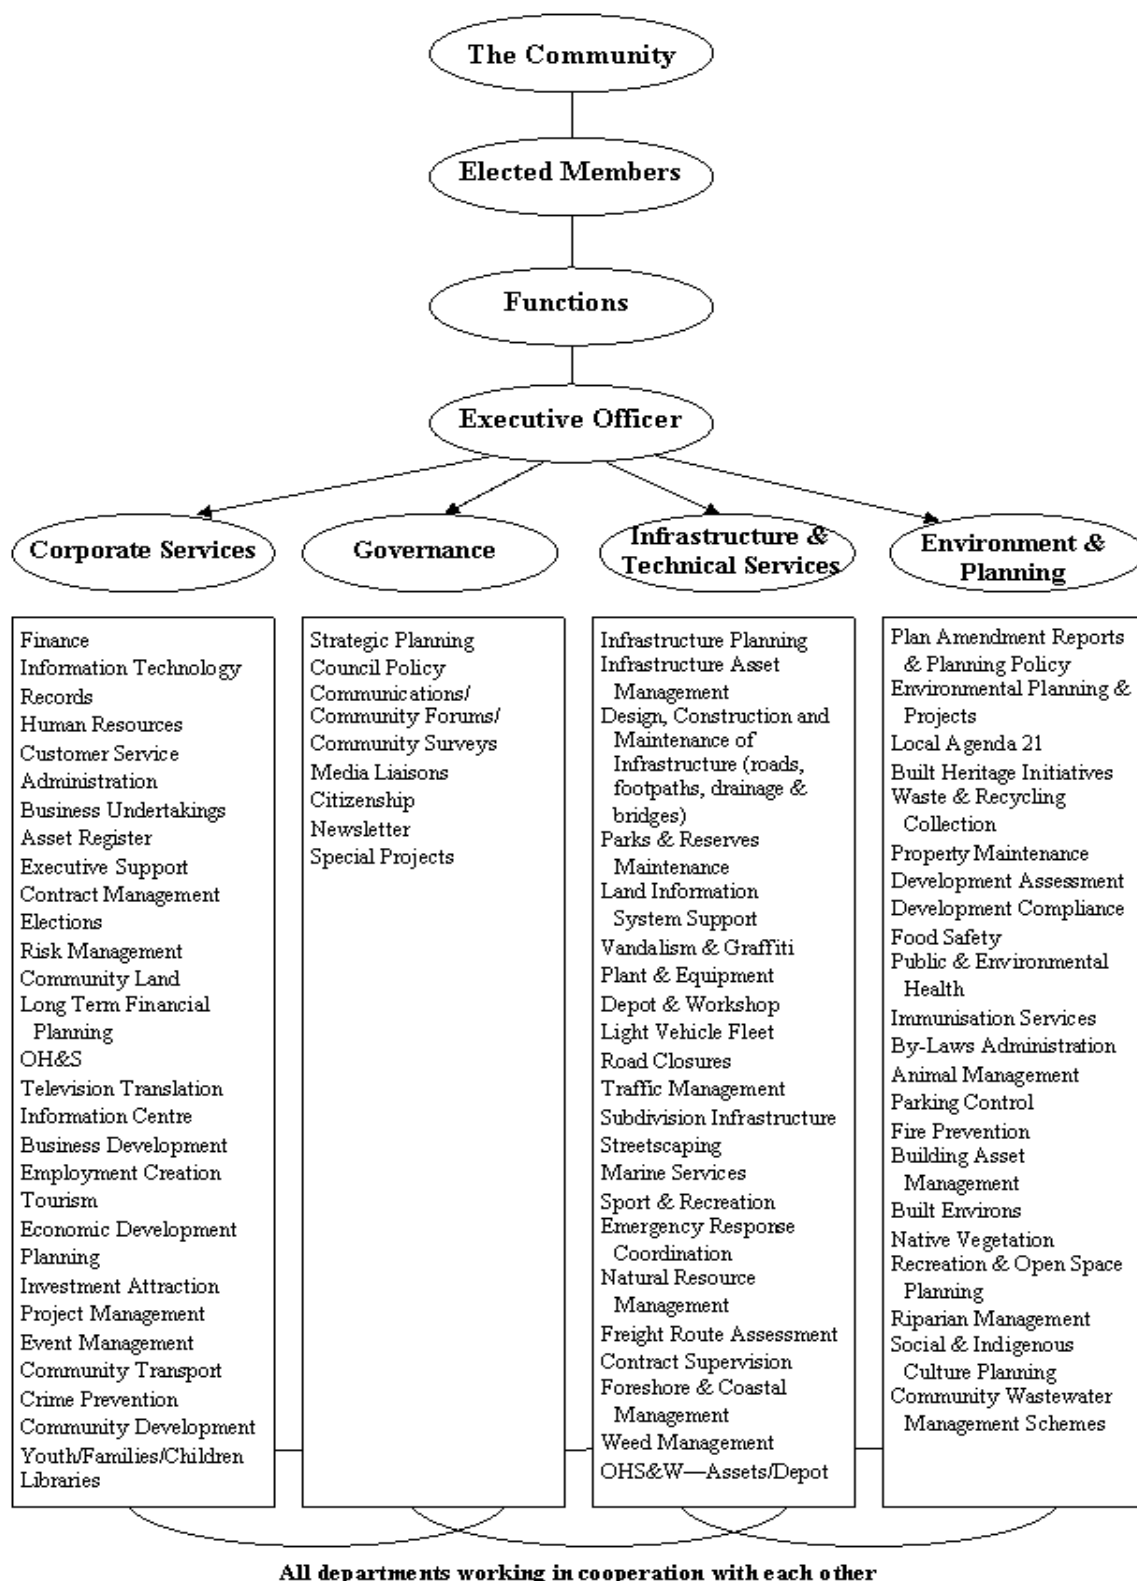 The Community
Elected Members
Functions
Executive Officer
Corporate Services
Governance
Infrastructure &
Technical Services
Environment &
Planning
Finance
Information Technology
Records
Human Resources
Customer Service
Administration
Business Undertakings
Asset Register
Executive Support
Contract Management
Elections
Risk Management
Community Land
Long Term Financial
Planning
OH&S
Television Translation
Information Centre
Business Development
Employment Creation
Tourism
Economic Development
Planning
Investment Attraction
Project Management
Event Management
Community Transport
Crime Prevention
Community Development
Youth/Families/Children
Libraries
Strategic Planning
Council Policy
Communications/
Community Forums/
Community Surveys
Media Liaisons
Citizenship
Newsletter
Special Projects
Infrastructure Planning
Infrastructure Asset
Management
Design, Construction and
Maintenance of
Infrastructure (roads,
footpaths, drainage &
bridges)
Parks & Reserves
Maintenance
Land Information
System Support
Vandalism & Graffiti
Plant & Equipment
Depot & Workshop
Light Vehicle Fleet
Road Closures
Traffic Management
Subdivision Infrastructure
Streetscaping
Marine Services
Sport & Recreation
Emergency Response
Coordination
Natural Resource
Management
Freight Route Assessment
Contract Supervision
Foreshore & Coastal
Management
Weed Management
OHS&W—Assets/Depot
Plan Amendment Reports
& Planning Policy
Environmental Planning &
Projects
Local Agenda 21
Built Heritage Initiatives
Waste & Recycling
Collection
Property Maintenance
Development Assessment
Development Compliance
Food Safety
Public & Environmental
Health
Immunisation Services
By-Laws Administration
Animal Management
Parking Control
Fire Prevention
Building Asset
Management
Built Environs
Native Vegetation
Recreation & Open Space
Planning
Riparian Management
Social & Indigenous
Culture Planning
Community Wastewater
Management Schemes
All departments working in cooperation with each other